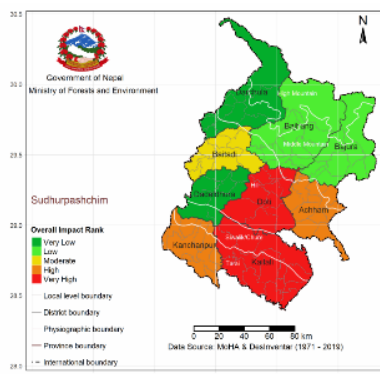 N
Government of Nepal
Ministry of Forests and Environment
Darchula
High Mountain
Bajhang
Middle Mountain
Bajura
Baitadi
Dadeldhura
Hill
Doti
Achham
Sudhurpashchim
Overall Impact Rank
Very Low
Low
Moderate
High
Very High
Kanchanpur
Siwalik/Chure
Terai
Kailali
Local level boundary
District boundary
Physiographic boundary
Province boundary
International boundary
0 20 40 60 80 km
Data Source: MoHA & DesInventar (1971 - 2019)
30.5
30.0
29.5
29.0
28.5